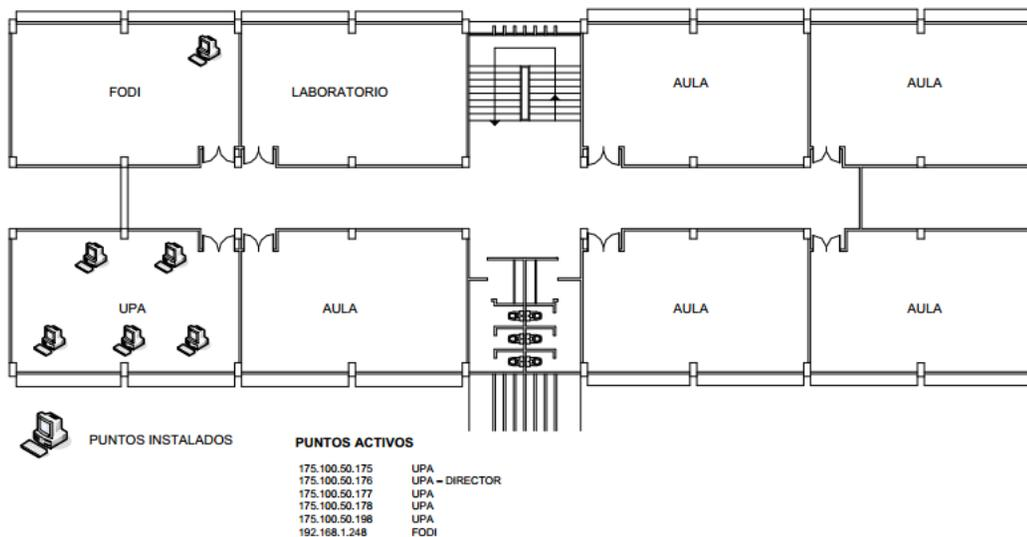 FODI
LABORATORIO
AULA
AULA
UPA
AULA
AULA
AULA
PUNTOS INSTALADOS
PUNTOS ACTIVOS
175.100.50.175 UPA
175.100.50.176 UPA – DIRECTOR
175.100.50.177 UPA
175.100.50.178 UPA
175.100.50.198 UPA
192.168.1.248 FODI